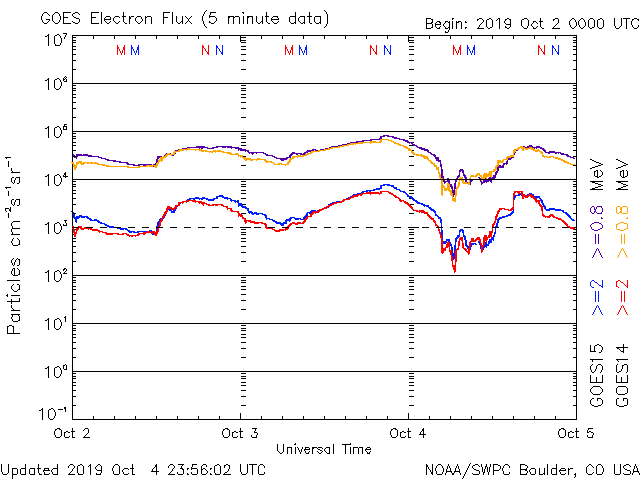 GOES Electron Flux (5 minute data)
Begin: 2019 Oct 2 0000 UTC
M M N N M M N N M M N N
10⁷
10⁶
10⁵
10⁴
10³
10²
10¹
10⁰
10⁻¹
Particles cm⁻²s⁻¹sr⁻¹
Oct 2 Oct 3 Oct 4 Oct 5
Universal Time
GOES15 >=2 >=0.8 MeV
GOES14 >=2 >=0.8 MeV
Updated 2019 Oct 4 23:56:02 UTC
NOAA/SWPC Boulder, CO USA